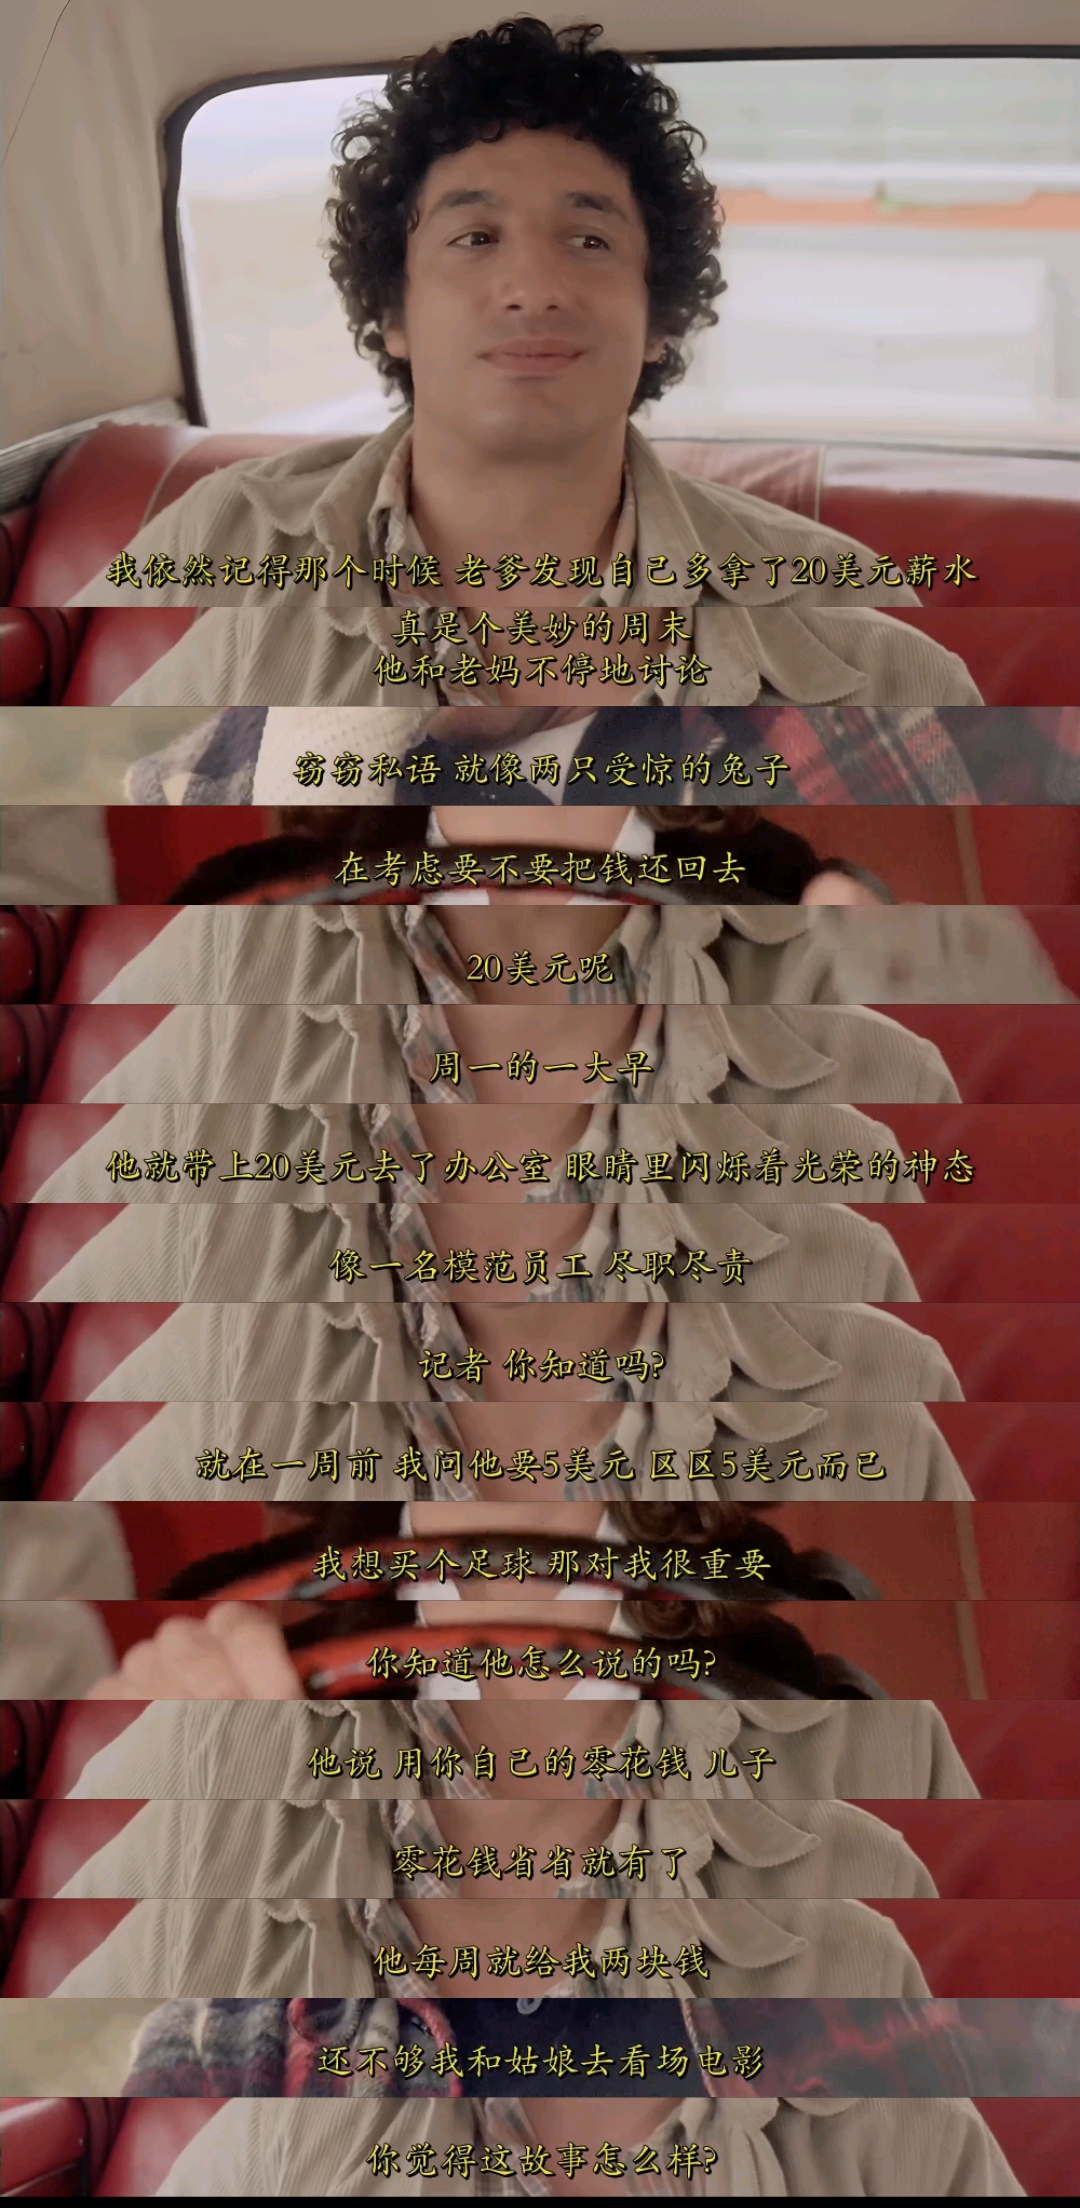 我依然记得那个时候 老爹发现自己多拿了20美元薪水
真是个美妙的周末
他和老妈不停地讨论
窃窃私语 就像两只受惊的兔子
在考虑要不要把钱还回去
20美元呢
周一的一大早
他就带上20美元去了办公室 眼睛里闪烁着光荣的神态
像一名模范员工 尽职尽责
记者 你知道吗?
就在一周前 我问他要5美元 区区5美元而已
我想买个足球 那对我很重要
你知道他怎么说的吗?
他说 用你自己的零花钱 儿子
零花钱省省就有了
他每周就给我两块钱
还不够我和姑娘去看场电影
你觉得这故事怎么样?